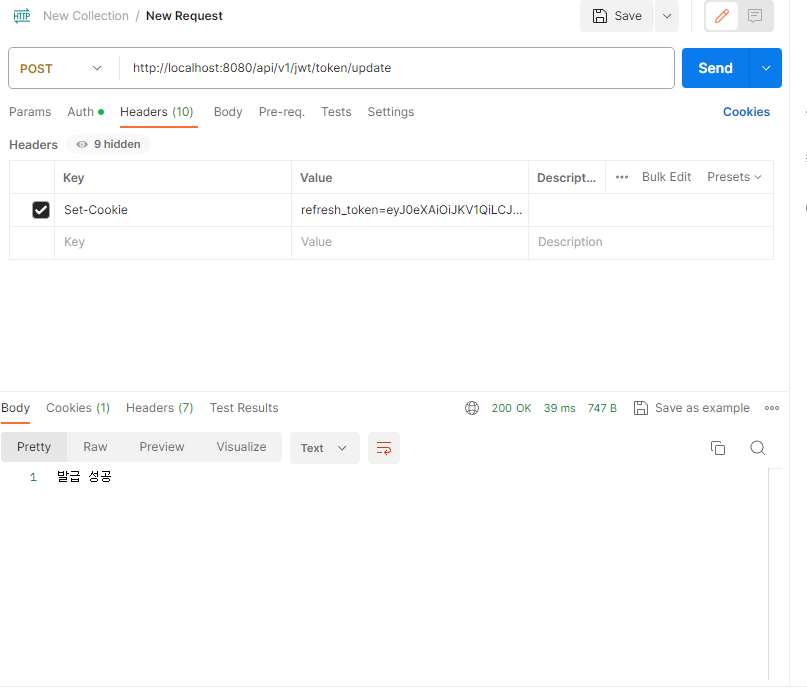 HTTP New Collection / New Request Save
POST http://localhost:8080/api/v1/jwt/token/update Send
Params Auth Headers (10) Body Pre-req. Tests Settings Cookies
Headers 9 hidden
Key Value Descript... ••• Bulk Edit Presets
Set-Cookie refresh_token=eyJ0eXAiOiJKV1QiLCJ...
Key Value Description
Body Cookies (1) Headers (7) Test Results 200 OK 39 ms 747 B Save as example
Pretty Raw Preview Visualize Text
1 발급 성공